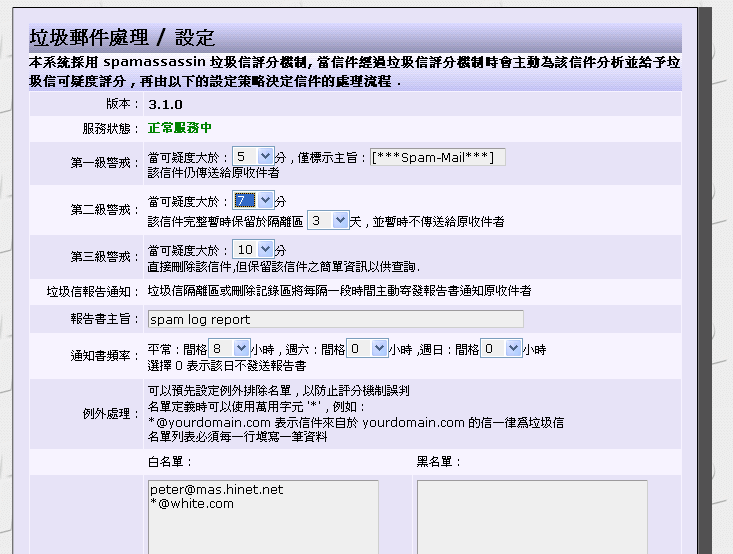 垃圾郵件處理 / 設定
本系統採用 spamassassin 垃圾信評分機制, 當信件經過垃圾信評分機制時會主動為該信件分析並給予垃
圾信可疑度評分，再由以下的設定策略決定信件的處理流程．
版本： 3.1.0
服務狀態： 正常服務中
第一級警戒： 當可疑度大於： 5 分，僅標示主旨： [***Spam-Mail***]
該信件仍傳送給原收件者
第二級警戒： 當可疑度大於： 7 分
該信件完整暫時保留於隔離區 3 天，並暫時不傳送給原收件者
第三級警戒： 當可疑度大於： 10 分
直接刪除該信件,但保留該信件之簡單資訊以供查詢.
垃圾信報告通知： 垃圾信隔離區或刪除記錄區將每隔一段時間主動寄發報告書通知原收件者
報告書主旨： spam log report
通知書頻率： 平常：間格 8 小時，週六：間格 0 小時 ,週日：間格 0 小時
選擇 0 表示該日不發送報告書
例外處理： 可以預先設定例外排除名單，以防止評分機制誤判
名單定義時可以使用萬用字元 '*'，例如：
*@yourdomain.com 表示信件來自於 yourdomain.com 的信一律爲垃圾信
名單列表必須每一行塡寫一筆資料
白名單： 黑名單：
peter@mas.hinet.net
*@white.com